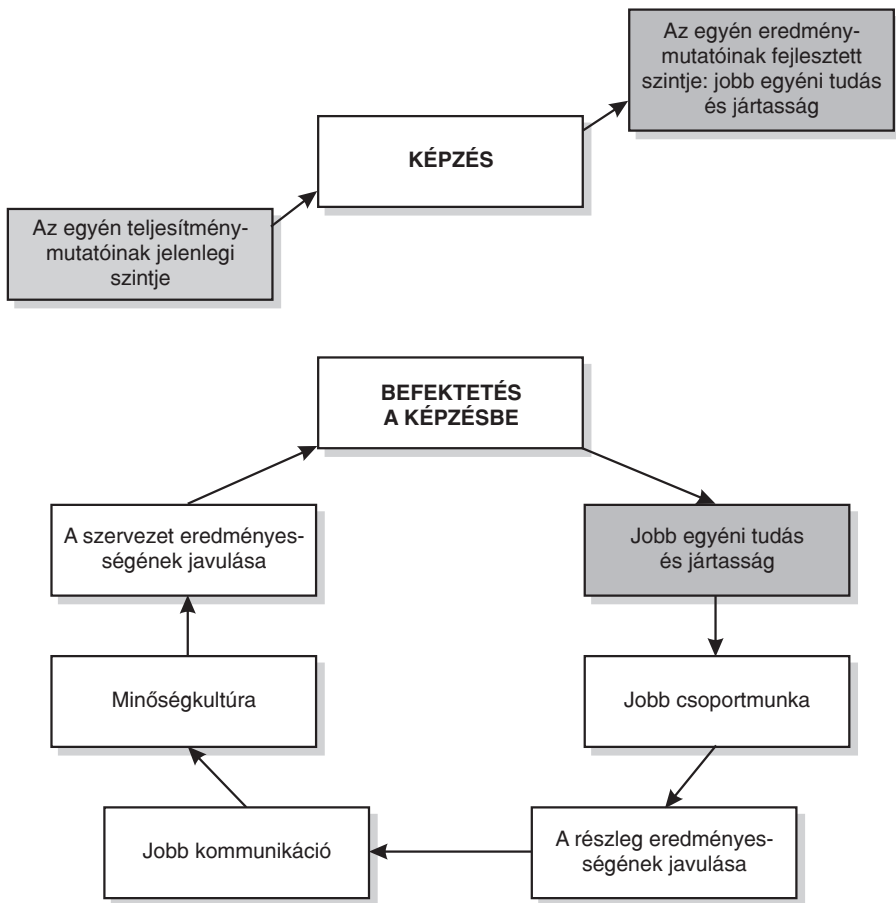 Az egyén eredmény-
mutatóinak fejlesztett
szintje: jobb egyéni tudás
és jártasság
KÉPZÉS
Az egyén teljesítmény-
mutatóinak jelenlegi
szintje
BEFEKTETÉS
A KÉPZÉSBE
A szervezet eredményes-
ségének javulása
Jobb egyéni tudás
és jártasság
Minőségkultúra
Jobb csoportmunka
Jobb kommunikáció
A részleg eredményes-
ségének javulása